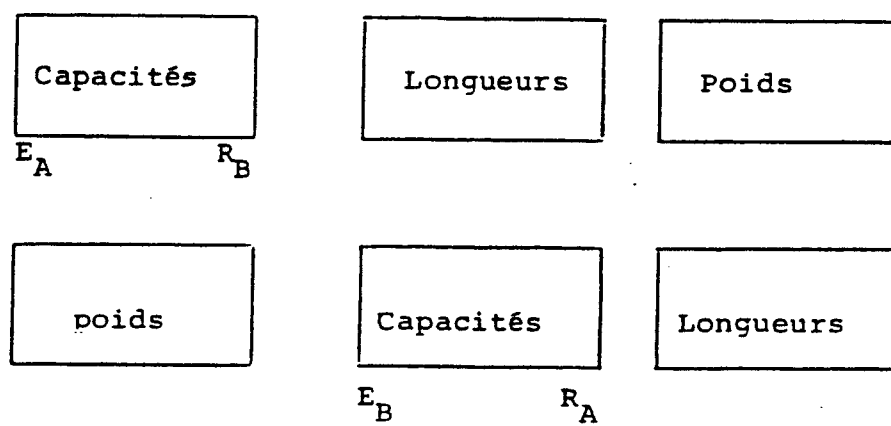 Capacités Longueurs Poids
E_A R_B
poids Capacités Longueurs
E_B R_A